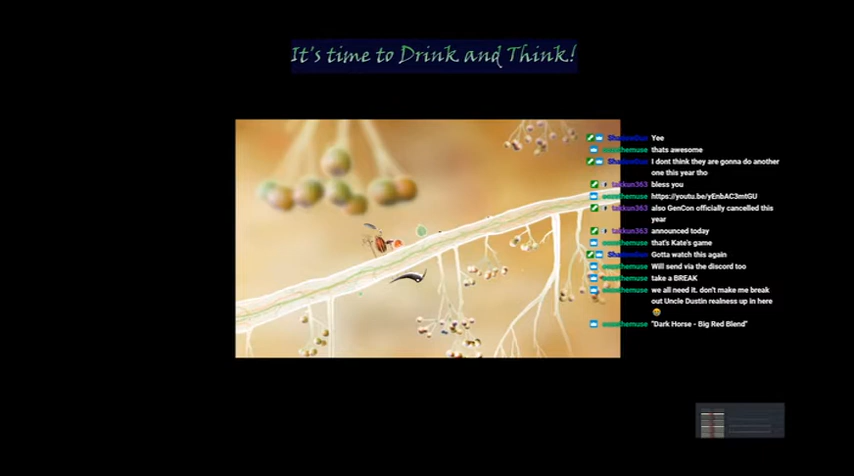 It's time to Drink and Think!
Yee
thats awesome
I dont think they are gonna do another
one this year tho
takkun363 bless you
https://youtu.be/yEnbAC3mtGU
takkun363 also GenCon officially cancelled this
year
takkun363 announced today
that's Kate's game
Gotta watch this again
Will send via the discord too
take a BREAK
we all need it. don't make me break
out Uncle Dustin realness up in here
"Dark Horse - Big Red Blend"